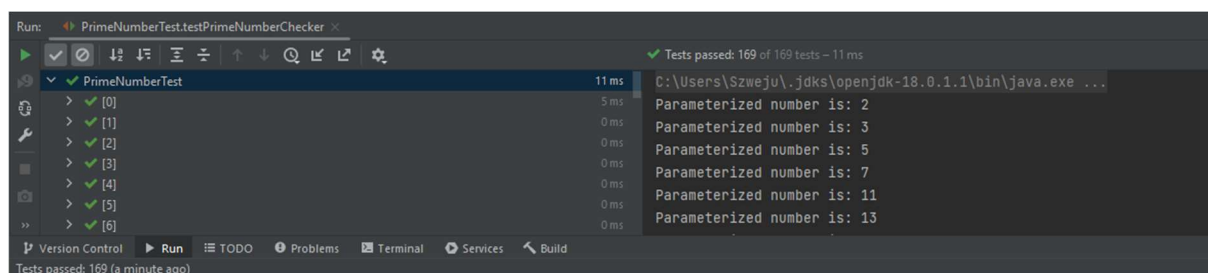 Run: PrimeNumberTest.testPrimeNumberChecker
Tests passed: 169 of 169 tests – 11 ms
PrimeNumberTest 11 ms
[0] 5 ms
[1] 0 ms
[2] 0 ms
[3] 0 ms
[4] 0 ms
[5] 0 ms
[6] 0 ms
C:\Users\Szweju\.jdks\openjdk-18.0.1.1\bin\java.exe ...
Parameterized number is: 2
Parameterized number is: 3
Parameterized number is: 5
Parameterized number is: 7
Parameterized number is: 11
Parameterized number is: 13
Version Control Run TODO Problems Terminal Services Build
Tests passed: 169 (a minute ago)